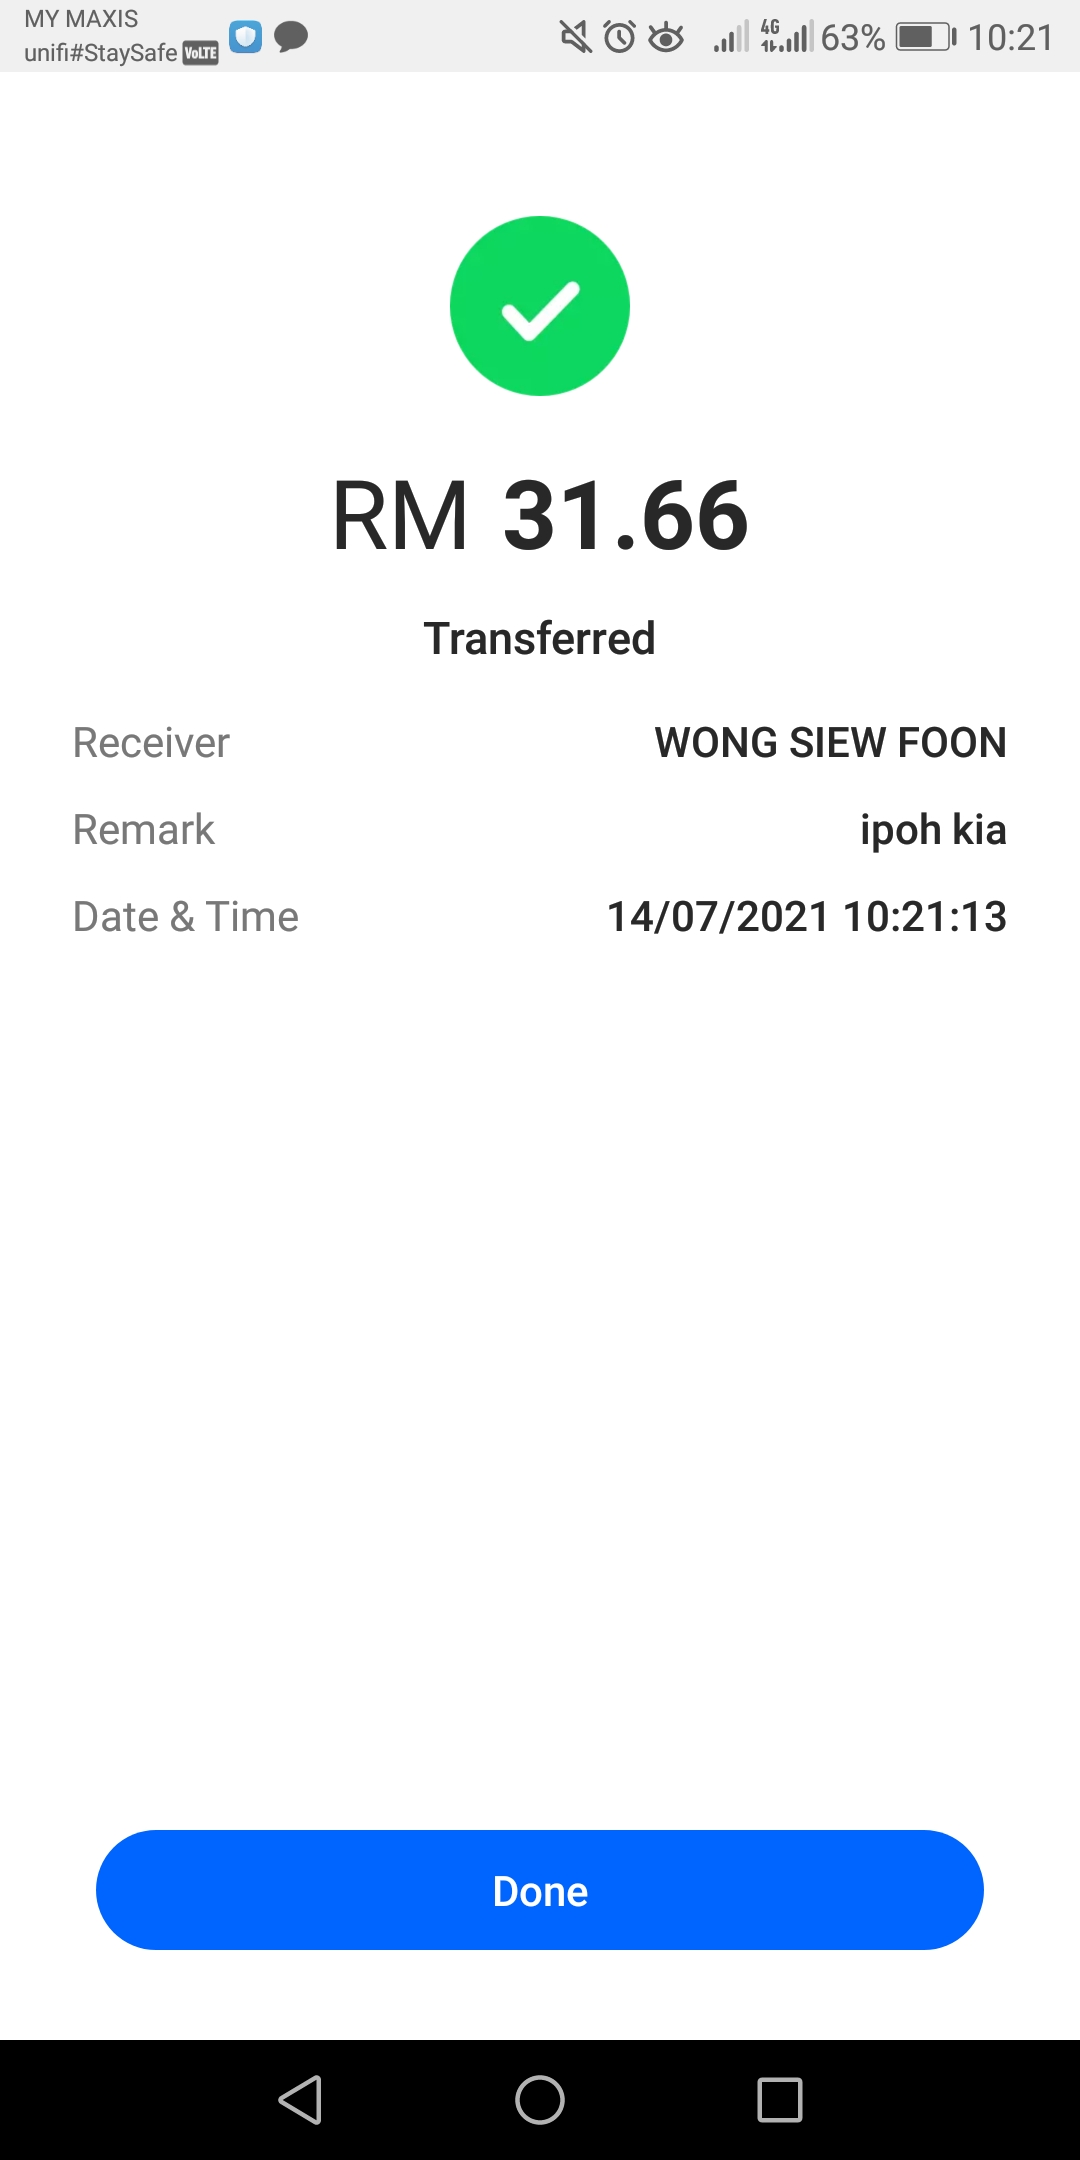 MY MAXIS
unifi#StaySafe VoLTE 4G 63% 10:21
RM 31.66
Transferred
Receiver WONG SIEW FOON
Remark ipoh kia
Date & Time 14/07/2021 10:21:13
Done